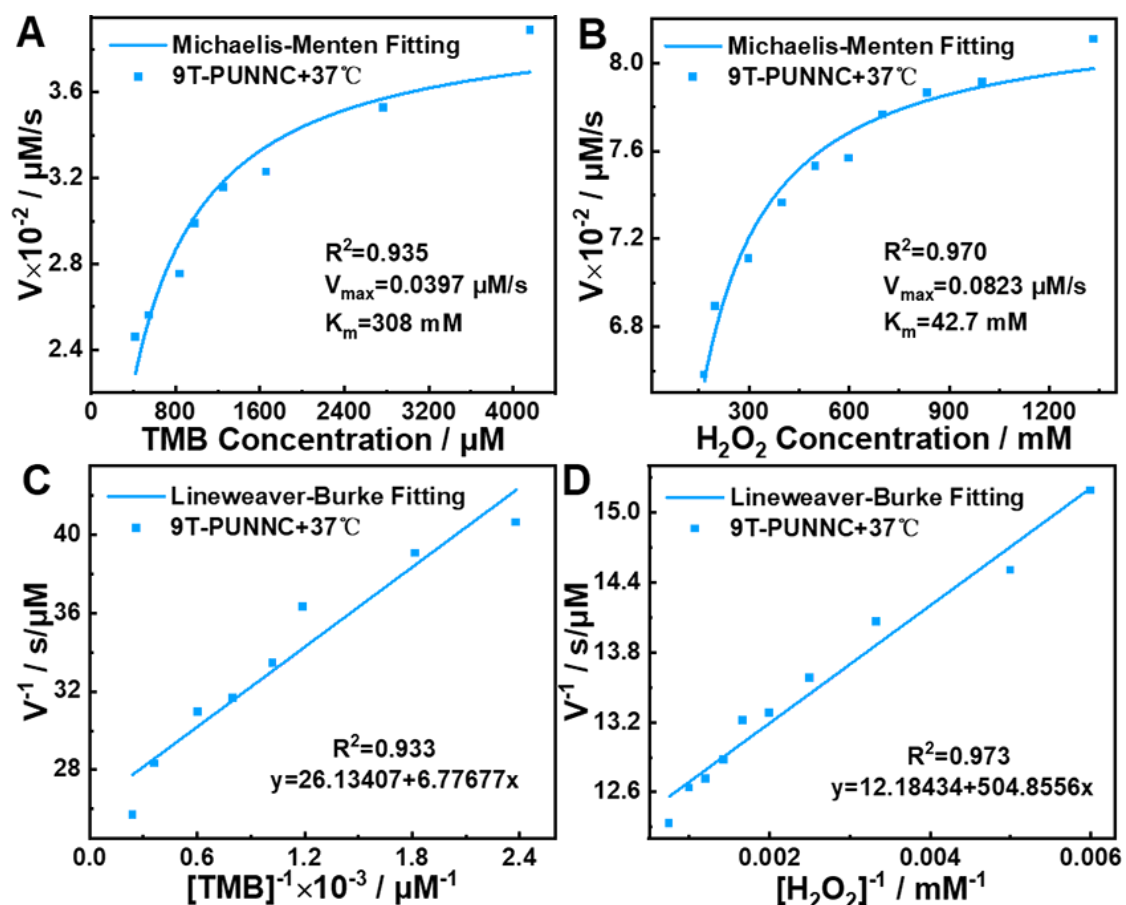 A
Michaelis-Menten Fitting
9T-PUNNC+37℃
V×10⁻² / μM/s
3.6
3.2
2.8
2.4
R²=0.935
Vmax=0.0397 μM/s
Km=308 mM
0 800 1600 2400 3200 4000
TMB Concentration / μM
B
Michaelis-Menten Fitting
9T-PUNNC+37℃
V×10⁻² / μM/s
8.0
7.6
7.2
6.8
R²=0.970
Vmax=0.0823 μM/s
Km=42.7 mM
300 600 900 1200
H₂O₂ Concentration / mM
C
Lineweaver-Burke Fitting
9T-PUNNC+37℃
V⁻¹ / s/μM
40
36
32
28
R²=0.933
y=26.13407+6.77677x
0.0 0.6 1.2 1.8 2.4
[TMB]⁻¹×10⁻³ / μM⁻¹
D
Lineweaver-Burke Fitting
9T-PUNNC+37℃
V⁻¹ / s/μM
15.0
14.4
13.8
13.2
12.6
R²=0.973
y=12.18434+504.8556x
0.002 0.004 0.006
[H₂O₂]⁻¹ / mM⁻¹